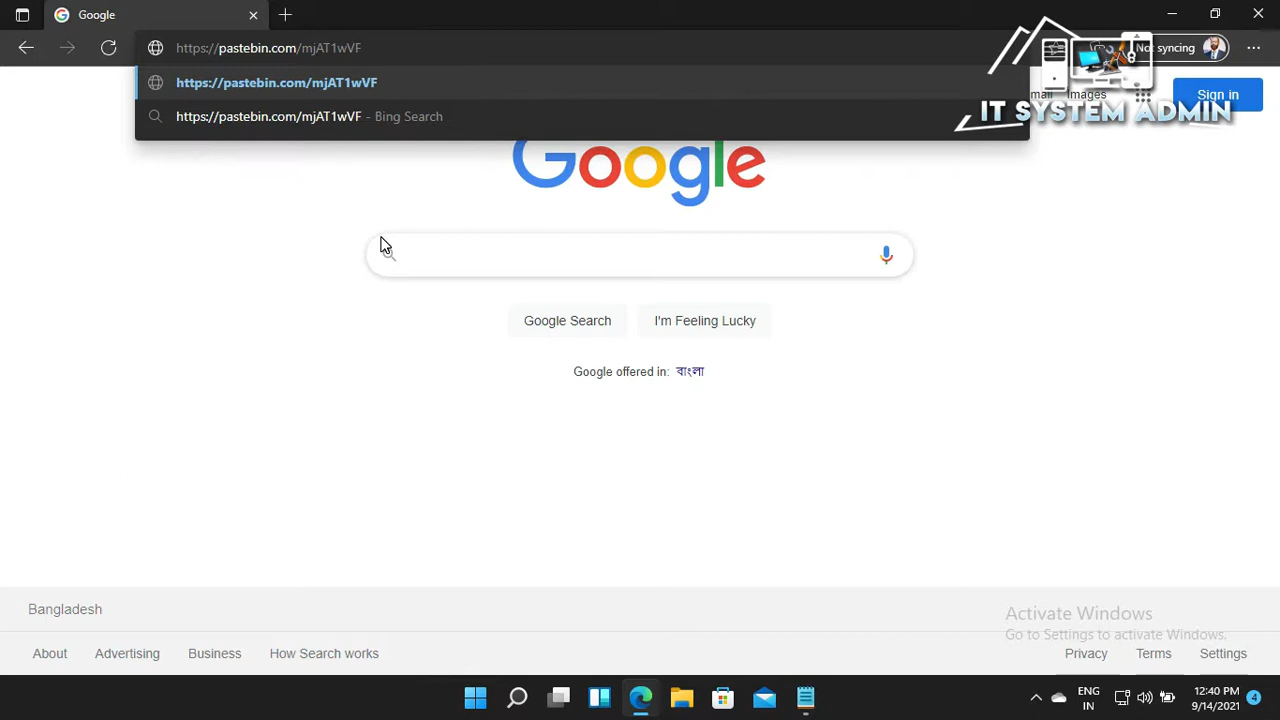 Google
https://pastebin.com/mjAT1wVF
Not syncing
https://pastebin.com/mjAT1wVF
https://pastebin.com/mjAT1wVF - Bing Search
Images
Sign in
IT SYSTEM ADMIN
Google
Google Search
I'm Feeling Lucky
Google offered in: বাংলা
Bangladesh
Activate Windows
Go to Settings to activate Windows.
About
Advertising
Business
How Search works
Privacy
Terms
Settings
ENG
IN
12:40 PM
9/14/2021
4